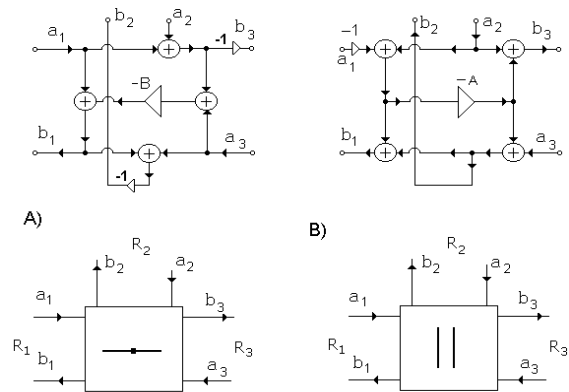 b2 a2 b2 a2
a1 -1 b3 -1 a1 b3
-B -A
b1 a3 b1 a3
-1
A) B)
R2 R2
b2 a2 b2 a2
a1 b3 a1 b3
R1 R3 R1 R3
b1 a3 b1 a3